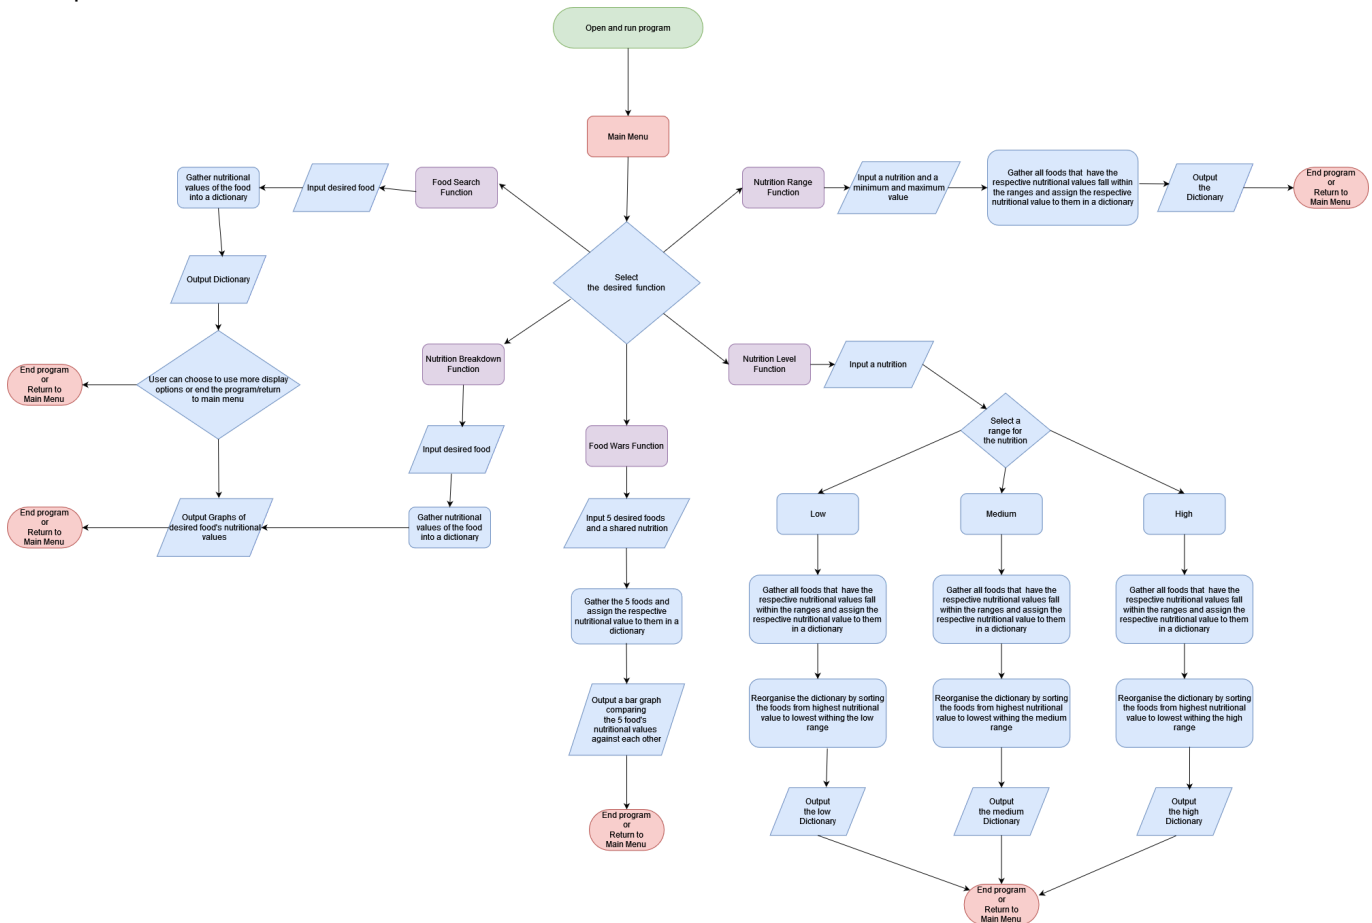 Open and run program
Main Menu
Select
the desired function
Food Search
Function
Input desired food
Gather nutritional
values of the food
into a dictionary
Output Dictionary
User can choose to use more display
options or end the program/return
to main menu
End program
or
Return to
Main Menu
Output Graphs of
desired food's nutritional
values
End program
or
Return to
Main Menu
Nutrition Breakdown
Function
Input desired food
Gather nutritional
values of the food
into a dictionary
Food Wars Function
Input 5 desired foods
and a shared nutrition
Gather the 5 foods and
assign the respective
nutritional value to them in a
dictionary
Output a bar graph
comparing
the 5 food's
nutritional values
against each other
End program
or
Return to
Main Menu
Nutrition Range
Function
Input a nutrition and a
minimum and maximum
value
Gather all foods that have the
respective nutritional values fall within
the ranges and assign the respective
nutritional value to them in a dictionary
Output
the
Dictionary
End program
or
Return to
Main Menu
Nutrition Level
Function
Input a nutrition
Select a
range for
the nutrition
Low
Medium
High
Gather all foods that have the
respective nutritional values fall
within the ranges and assign the
respective nutritional value to them
in a dictionary
Gather all foods that have the
respective nutritional values fall
within the ranges and assign the
respective nutritional value to them
in a dictionary
Gather all foods that have the
respective nutritional values fall
within the ranges and assign the
respective nutritional value to them
in a dictionary
Reorganise the dictionary by sorting
the foods from highest nutritional
value to lowest withing the low
range
Reorganise the dictionary by sorting
the foods from highest nutritional
value to lowest withing the medium
range
Reorganise the dictionary by sorting
the foods from highest nutritional
value to lowest withing the high
range
Output
the low
Dictionary
Output
the medium
Dictionary
Output
the high
Dictionary
End program
or
Return to
Main Menu